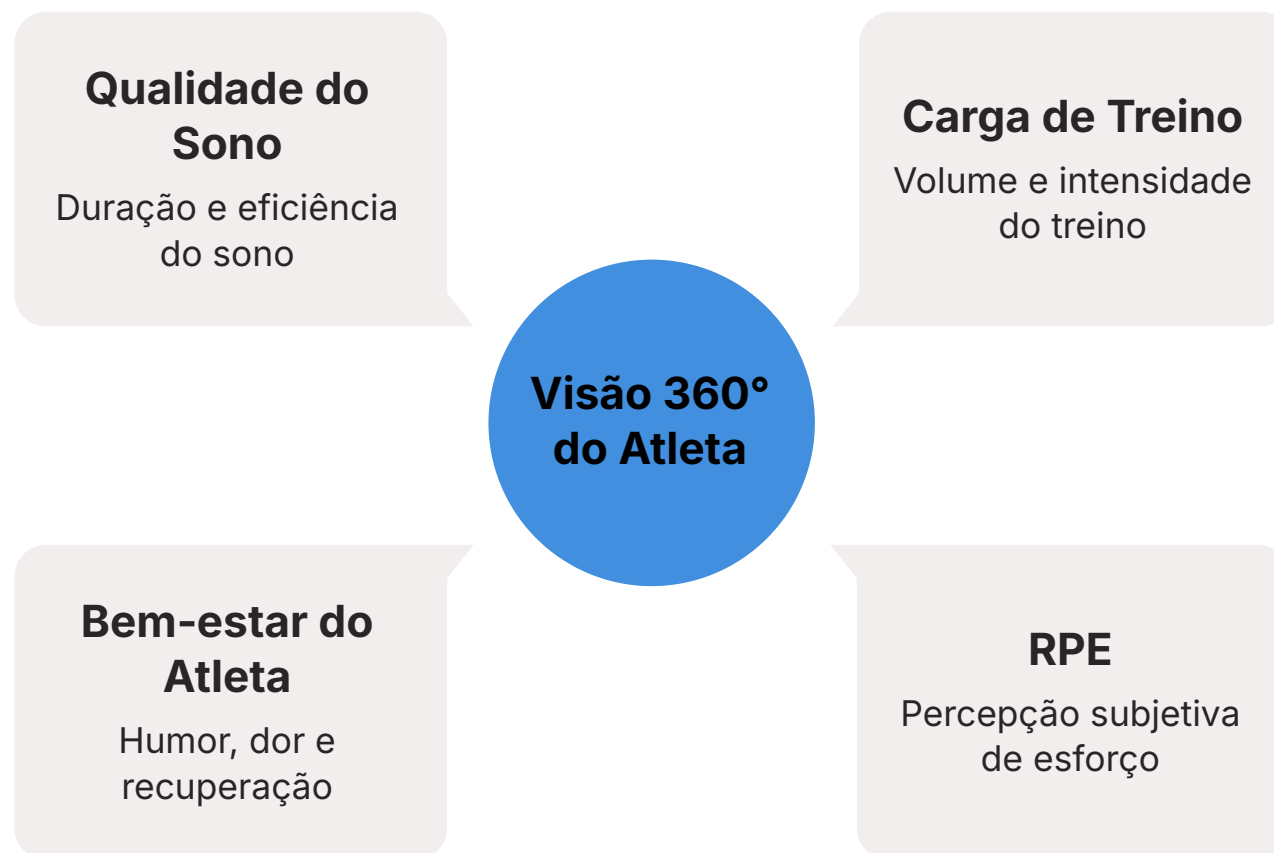 Qualidade do
Sono
Duração e eficiência
do sono
Carga de Treino
Volume e intensidade
do treino
Visão 360°
do Atleta
Bem-estar do
Atleta
Humor, dor e
recuperação
RPE
Percepção subjetiva
de esforço